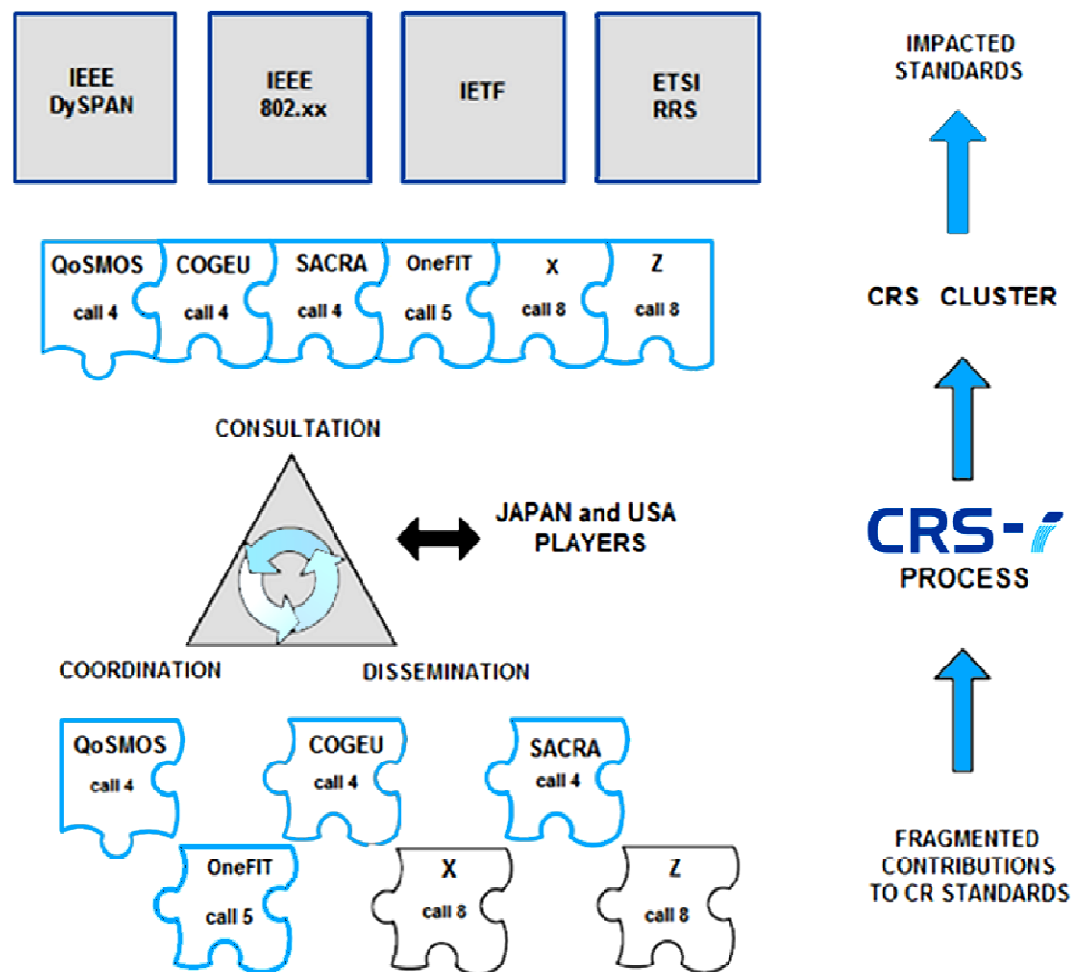 IEEE
DySPAN
IEEE
802.xx
IETF
ETSI
RRS
IMPACTED
STANDARDS
QoSMOS
call 4
COGEU
call 4
SACRA
call 4
OneFIT
call 5
X
call 8
Z
call 8
CRS CLUSTER
CONSULTATION
JAPAN and USA
PLAYERS
COORDINATION
DISSEMINATION
CRS-i
PROCESS
QoSMOS
call 4
COGEU
call 4
SACRA
call 4
OneFIT
call 5
X
call 8
Z
call 8
FRAGMENTED
CONTRIBUTIONS
TO CR STANDARDS